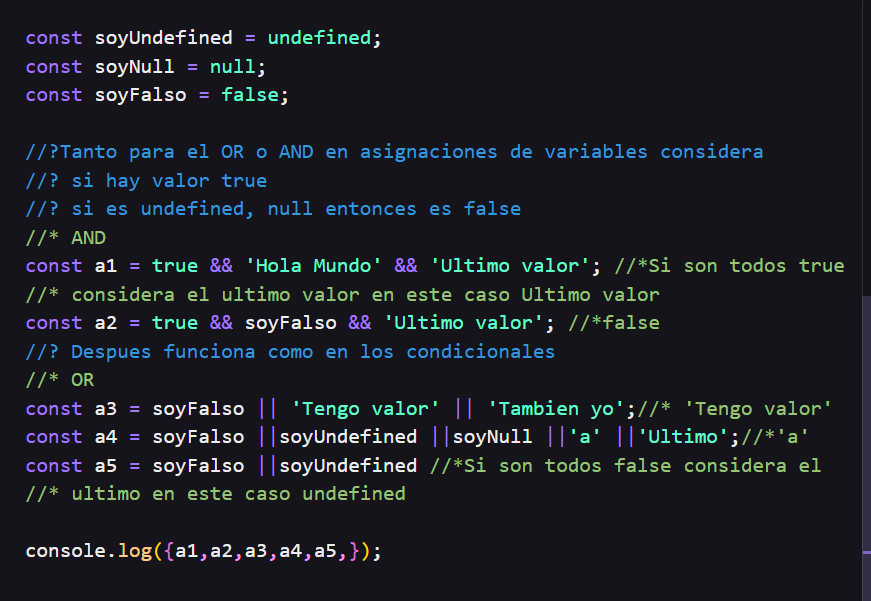 const soyUndefined = undefined;
const soyNull = null;
const soyFalso = false;
//?Tanto para el OR o AND en asignaciones de variables considera
//? si hay valor true
//? si es undefined, null entonces es false
//* AND
const a1 = true && 'Hola Mundo' && 'Ultimo valor'; //*Si son todos true
//* considera el ultimo valor en este caso Ultimo valor
const a2 = true && soyFalso && 'Ultimo valor'; //*false
//? Despues funciona como en los condicionales
//* OR
const a3 = soyFalso || 'Tengo valor' || 'Tambien yo';//* 'Tengo valor'
const a4 = soyFalso ||soyUndefined ||soyNull ||'a' ||'Ultimo';//*'a'
const a5 = soyFalso ||soyUndefined //*Si son todos false considera el
//* ultimo en este caso undefined
console.log({a1,a2,a3,a4,a5,});